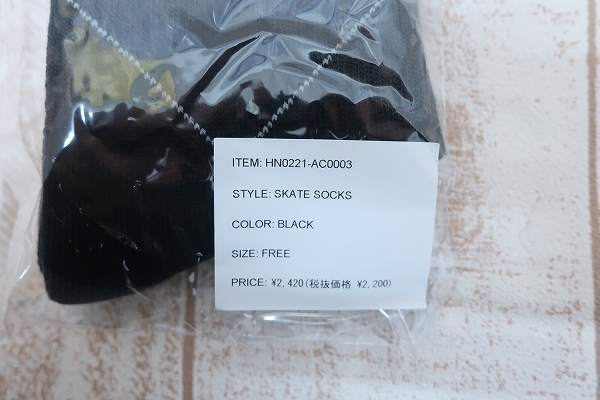 ITEM: HN0221-AC0003
STYLE: SKATE SOCKS
COLOR: BLACK
SIZE: FREE
PRICE: ¥2,420(税抜価格 ¥2,200)